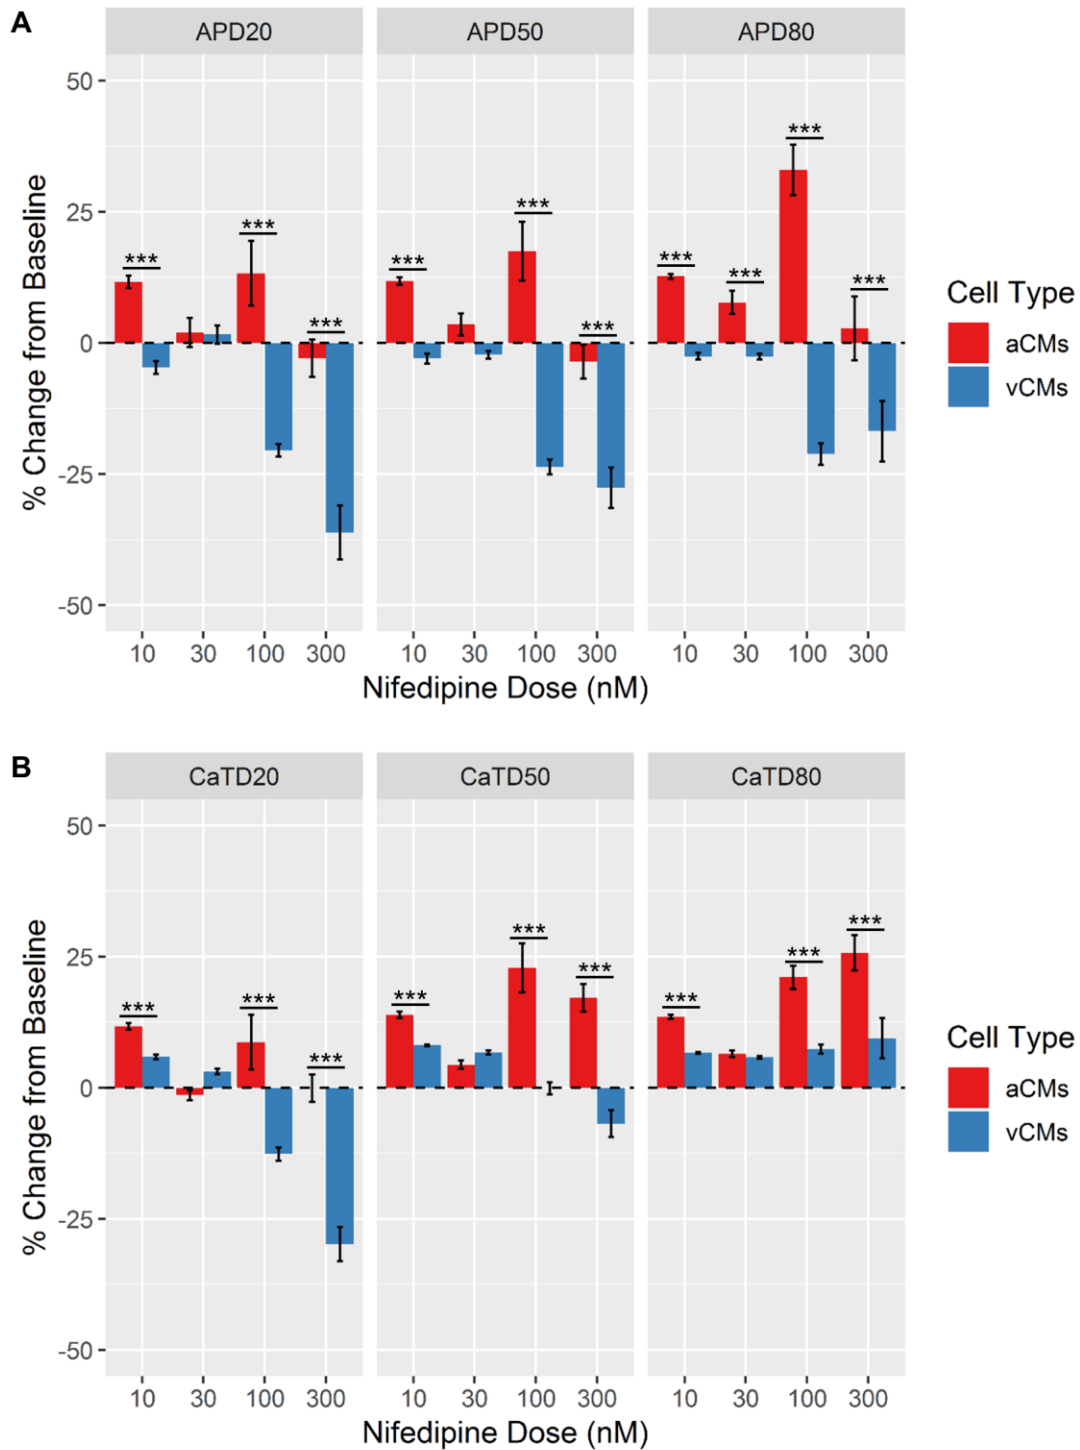 A
APD20 APD50 APD80
50
25
0
-25
-50
% Change from Baseline
*** *** *** *** *** *** *** *** *** ***
10 30 100 300 10 30 100 300 10 30 100 300
Nifedipine Dose (nM)
Cell Type
aCMs
vCMs
B
CaTD20 CaTD50 CaTD80
50
25
0
-25
-50
% Change from Baseline
*** *** *** *** *** *** *** *** ***
10 30 100 300 10 30 100 300 10 30 100 300
Nifedipine Dose (nM)
Cell Type
aCMs
vCMs